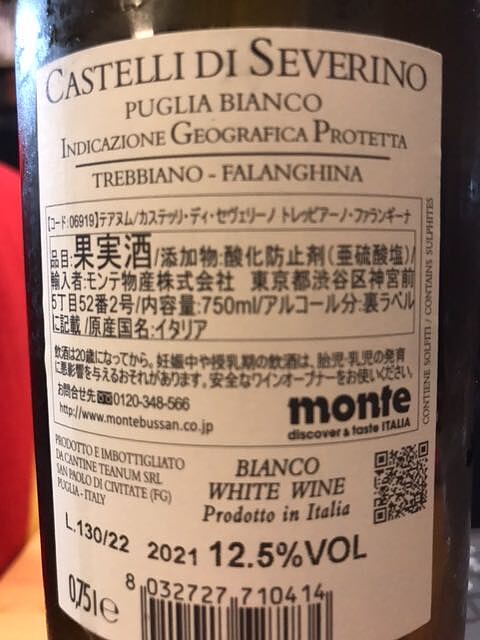 CASTELLI DI SEVERINO
PUGLIA BIANCO
INDICAZIONE GEOGRAFICA PROTETTA
TREBBIANO - FALANGHINA
【コード:06919】テアヌム/カステッリ・ディ・セヴェリーノ トレッビアーノ・ファランギーナ
品目:果実酒/添加物:酸化防止剤(亜硫酸塩)/
輸入者:モンテ物産株式会社 東京都渋谷区神宮前
5丁目52番2号/内容量:750ml/アルコール分:裏ラベル
に記載/原産国名:イタリア
飲酒は20歳になってから。妊娠中や授乳期の飲酒は、胎児・乳児の発育
に悪影響を与えるおそれがあります。安全なワインオープナーをお使いください。
お問合せ先 0120-348-566
http://www.montebussan.co.jp
monte
discover & taste ITALIA
CONTIENE SOLFITI / CONTAINS SULPHITES
PRODOTTO E IMBOTTIGLIATO
DA CANTINE TEANUM SRL
SAN PAOLO DI CIVITATE (FG)
PUGLIA - ITALY
BIANCO
WHITE WINE
Prodotto in Italia
L.130/22 2021 12.5%VOL
0,75l e
8 032727 710414